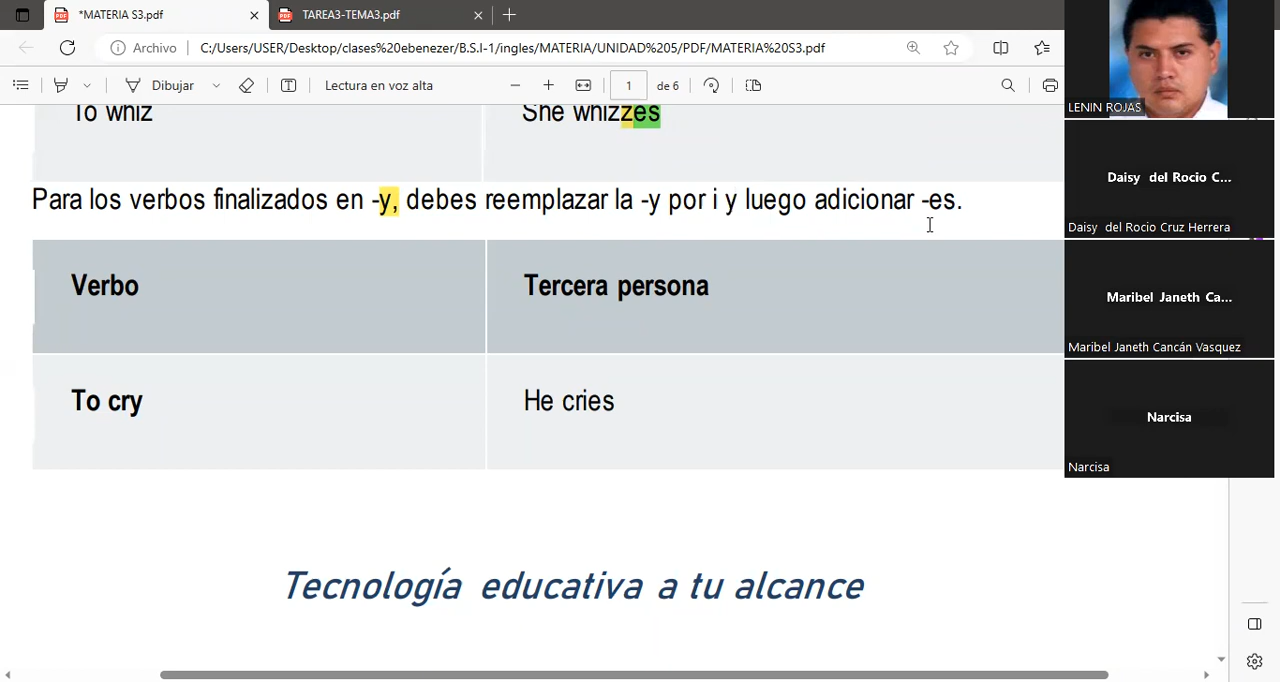 *MATERIA S3.pdf
TAREA3-TEMA3.pdf
Archivo
C:/Users/USER/Desktop/clases%20ebenezer/B.S.I-1/ingles/MATERIA/UNIDAD%205/PDF/MATERIA%20S3.pdf
Dibujar
Lectura en voz alta
1
de 6
To whiz
She whizzes
Para los verbos finalizados en -y, debes reemplazar la -y por i y luego adicionar -es.
Verbo
Tercera persona
To cry
He cries
Tecnología educativa a tu alcance
LENIN ROJAS
Daisy del Rocio C...
Daisy del Rocio Cruz Herrera
Maribel Janeth Ca...
Maribel Janeth Cancán Vasquez
Narcisa
Narcisa